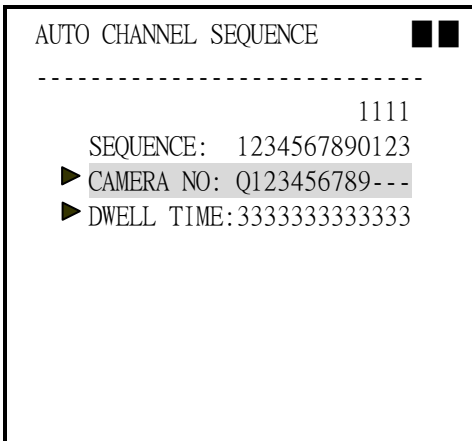 AUTO CHANNEL SEQUENCE
-----------------------------
1111
SEQUENCE: 1234567890123
CAMERA NO: Q123456789---
DWELL TIME:3333333333333